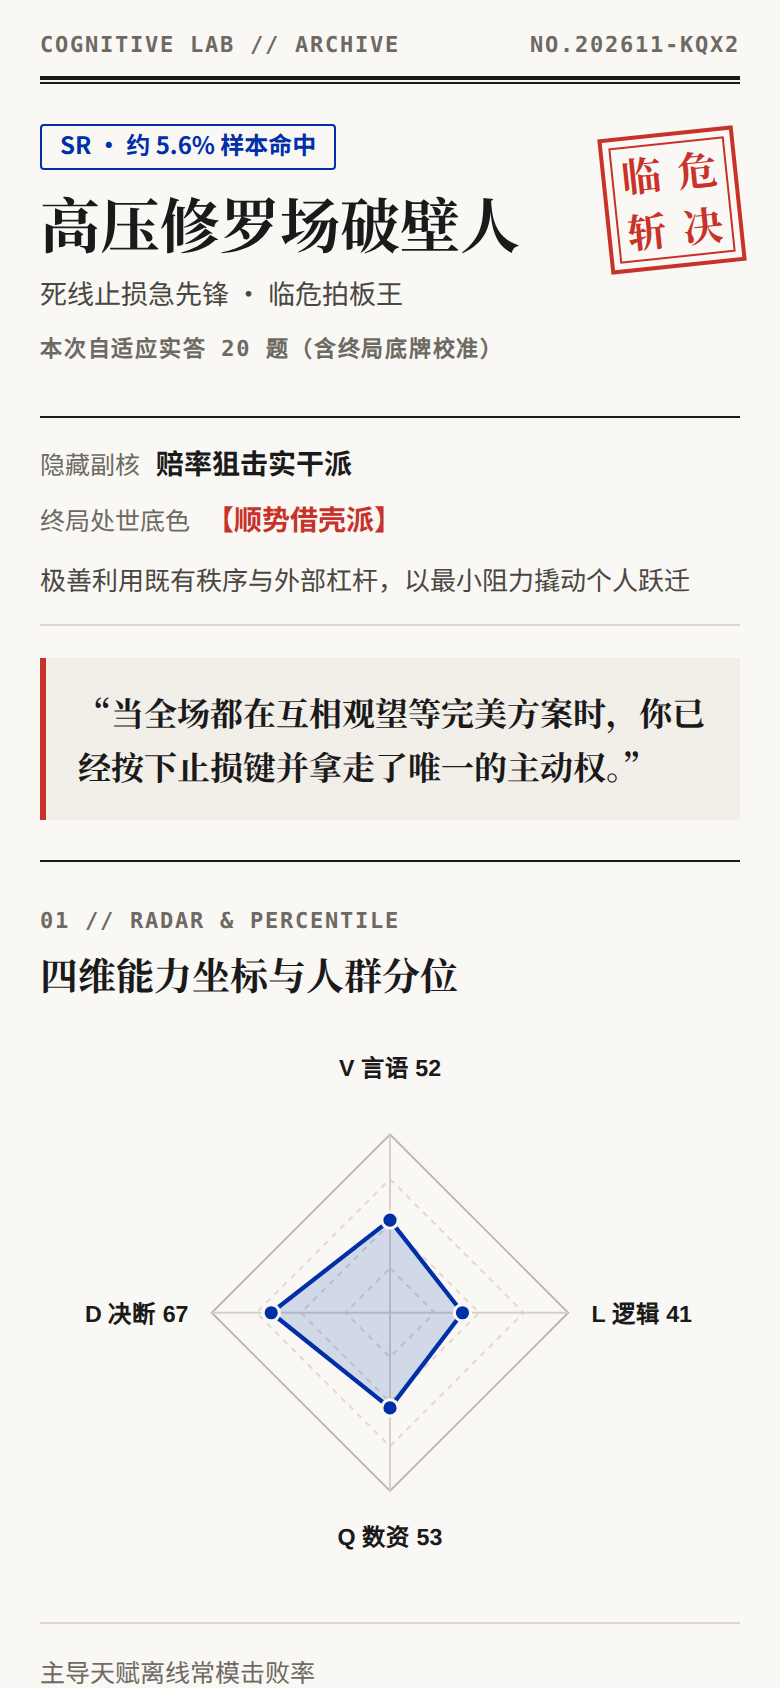 COGNITIVE LAB // ARCHIVE
NO.202611-KQX2
SR · 约 5.6% 样本命中
高压修罗场破壁人
死线止损急先锋 · 临危拍板王
本次自适应实答 20 题（含终局底牌校准）
临危
斩决
隐藏副核 赔率狙击实干派
终局处世底色 【顺势借壳派】
极善利用既有秩序与外部杠杆，以最小阻力撬动个人跃迁
“当全场都在互相观望等完美方案时，你已
经按下止损键并拿走了唯一的主动权。”
01 // RADAR & PERCENTILE
四维能力坐标与人群分位
V 言语 52
D 决断 67
L 逻辑 41
Q 数资 53
主导天赋离线常模击败率